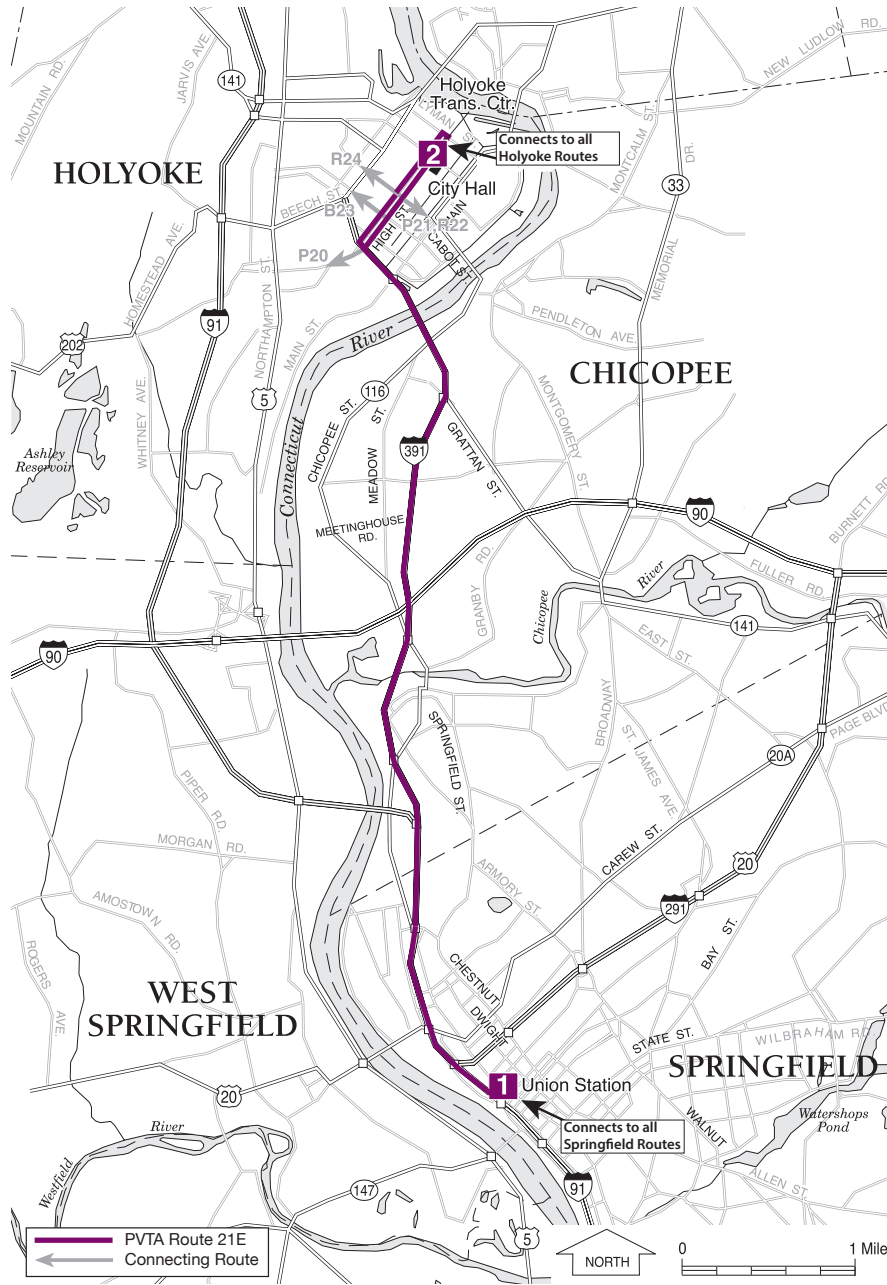 NEW LUDLOW RD.
JARVIS AVE.
MOUNTAIN RD.
141
Holyoke
Trans. Ctr.
LYMAN ST.
Connects to all
Holyoke Routes
MONTCALM ST.
2
R24
HOLYOKE
City Hall
33
MEMORIAL DR.
BEECH ST.
B23
HIGH ST.
MAIN
P21,R22
CABOT ST.
P20
HOMESTEAD AVE.
NORTHAMPTON ST.
91
202
MAIN ST.
River
PENDLETON AVE.
CHICOPEE
5
116
WHITNEY AVE.
CHICOPEE ST.
MEADOW ST.
MONTGOMERY ST.
GRATTAN ST.
391
Ashley
Reservoir
Connecticut
MEETINGHOUSE
RD.
90
BURNETT RD.
GRANBY RD.
Chicopee
River
FULLER RD.
141
EAST ST.
90
BROADWAY
ST. JAMES AVE.
PAGE BLVD.
SPRINGFIELD ST.
20A
PIPER RD.
MORGAN RD.
CAREW ST.
20
ARMORY ST.
AMOSTOWN RD.
291
BAY ST.
ROGERS AVE.
CHESTNUT
DWIGHT
WEST
SPRINGFIELD
STATE ST.
WILBRAHAM RD.
SPRINGFIELD
1
Union Station
20
Connects to all
Springfield Routes
WALNUT
Watershops
Pond
River
Westfield
ALLEN ST.
147
91
5
PVTA Route 21E
Connecting Route
NORTH
0
1 Mile